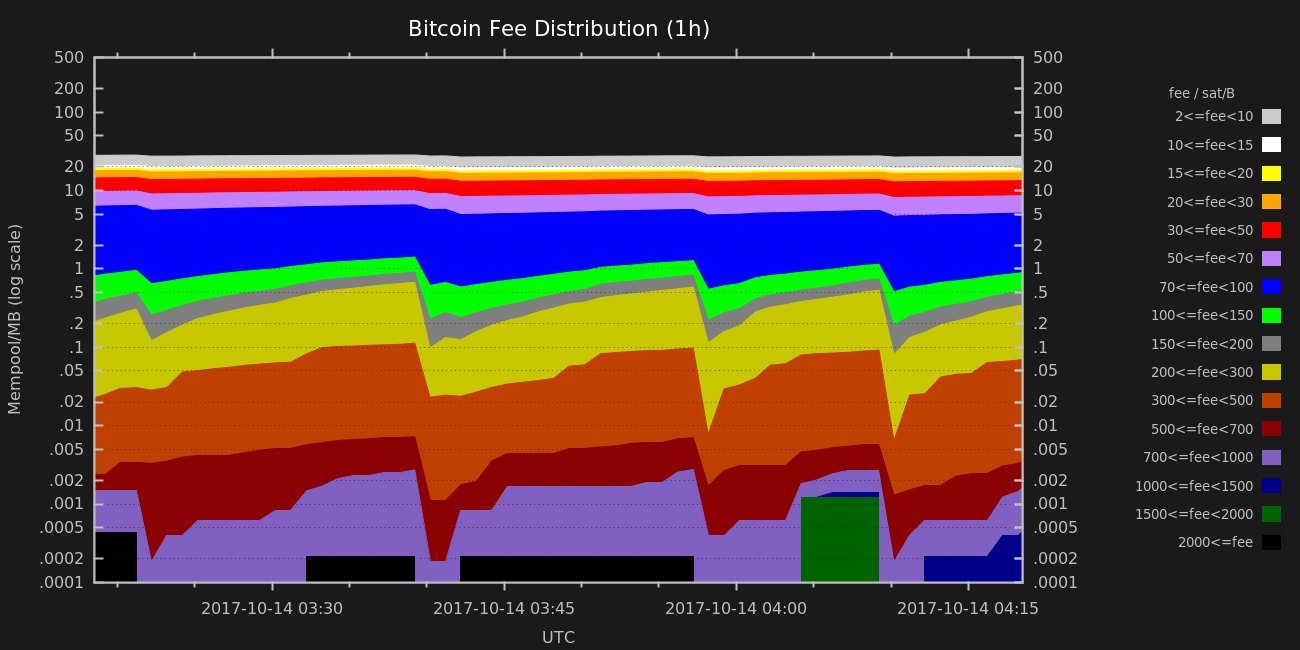 Bitcoin Fee Distribution (1h)
500 500
200 200
100 100
50 50
20 20
10 10
5 5
2 2
1 1
.5 .5
.2 .2
.1 .1
.05 .05
.02 .02
.01 .01
.005 .005
.002 .002
.001 .001
.0005 .0005
.0002 .0002
.0001 .0001
Mempool/MB (log scale)
2017-10-14 03:30 2017-10-14 03:45 2017-10-14 04:00 2017-10-14 04:15
UTC
fee / sat/B
2<=fee<10
10<=fee<15
15<=fee<20
20<=fee<30
30<=fee<50
50<=fee<70
70<=fee<100
100<=fee<150
150<=fee<200
200<=fee<300
300<=fee<500
500<=fee<700
700<=fee<1000
1000<=fee<1500
1500<=fee<2000
2000<=fee